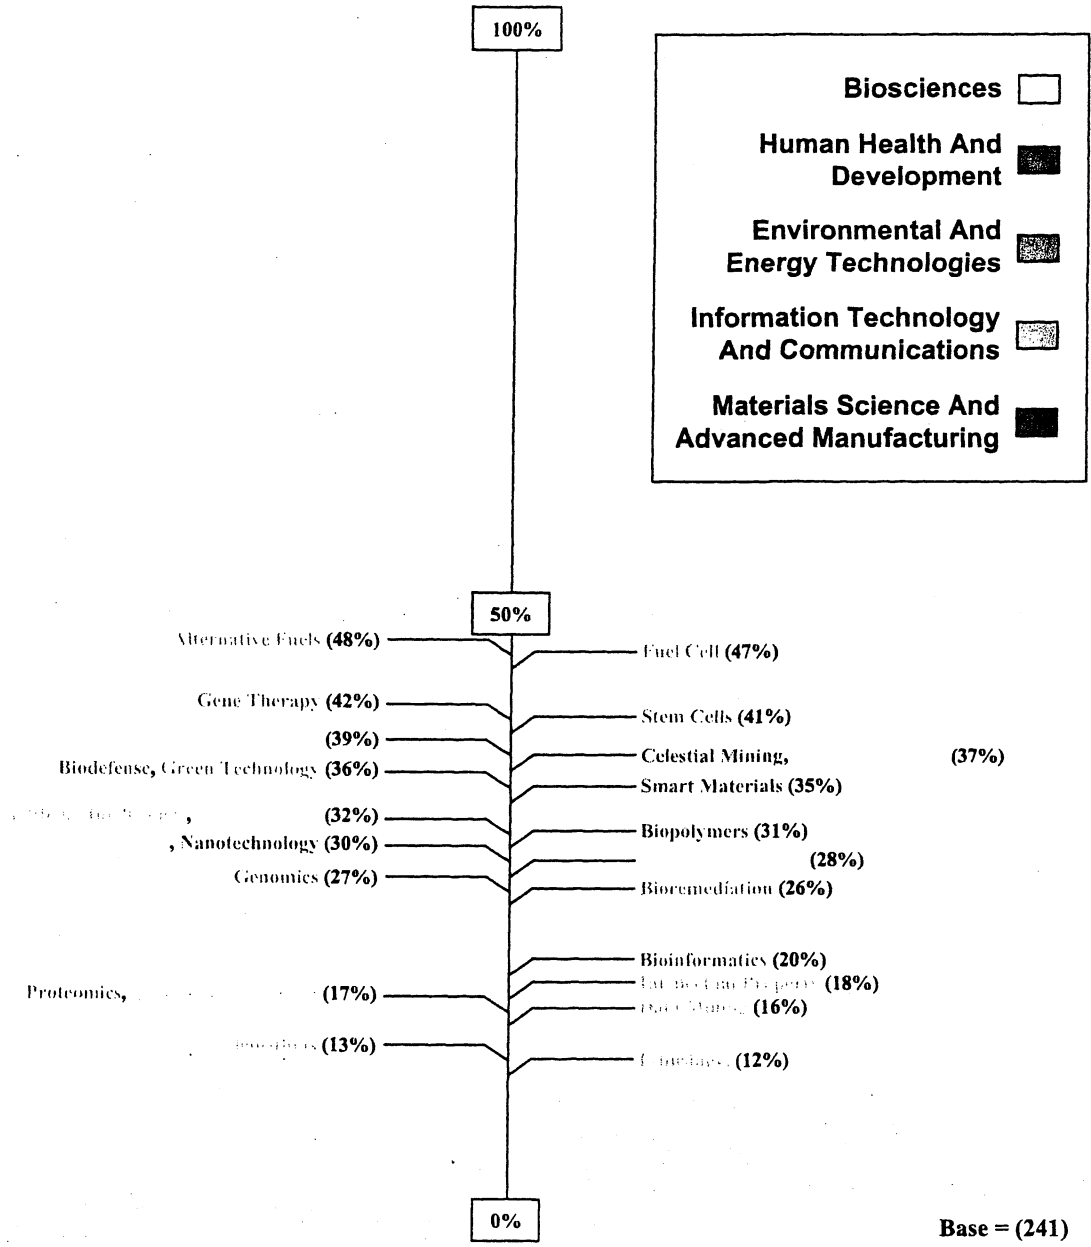 100%
Biosciences
Human Health And
Development
Environmental And
Energy Technologies
Information Technology
And Communications
Materials Science And
Advanced Manufacturing
50%
Alternative Fuels (48%)
Fuel Cell (47%)
Gene Therapy (42%)
Stem Cells (41%)
(39%)
Celestial Mining, (37%)
Biodefense, Green Technology (36%)
Smart Materials (35%)
, (32%)
Biopolymers (31%)
, Nanotechnology (30%)
(28%)
Genomics (27%)
Bioremediation (26%)
Bioinformatics (20%)
(18%)
Proteomics, (17%)
(16%)
(13%)
(12%)
0%
Base = (241)